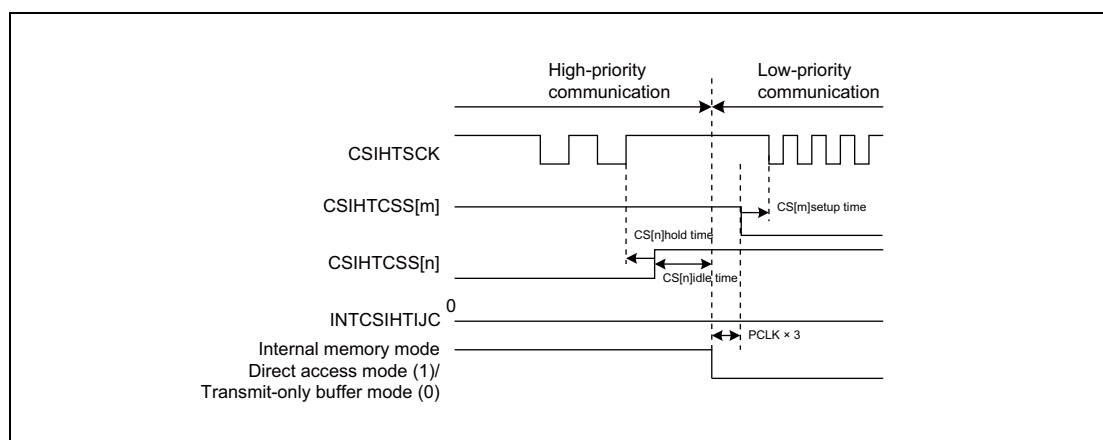 High-priority
communication
Low-priority
communication
CSIHTSCK
CSIHTCSS[m]
CS[m]setup time
CS[n]hold time
CSIHTCSS[n]
CS[n]idle time
0
INTCSIHTIJC
PCLK × 3
Internal memory mode
Direct access mode (1)/
Transmit-only buffer mode (0)